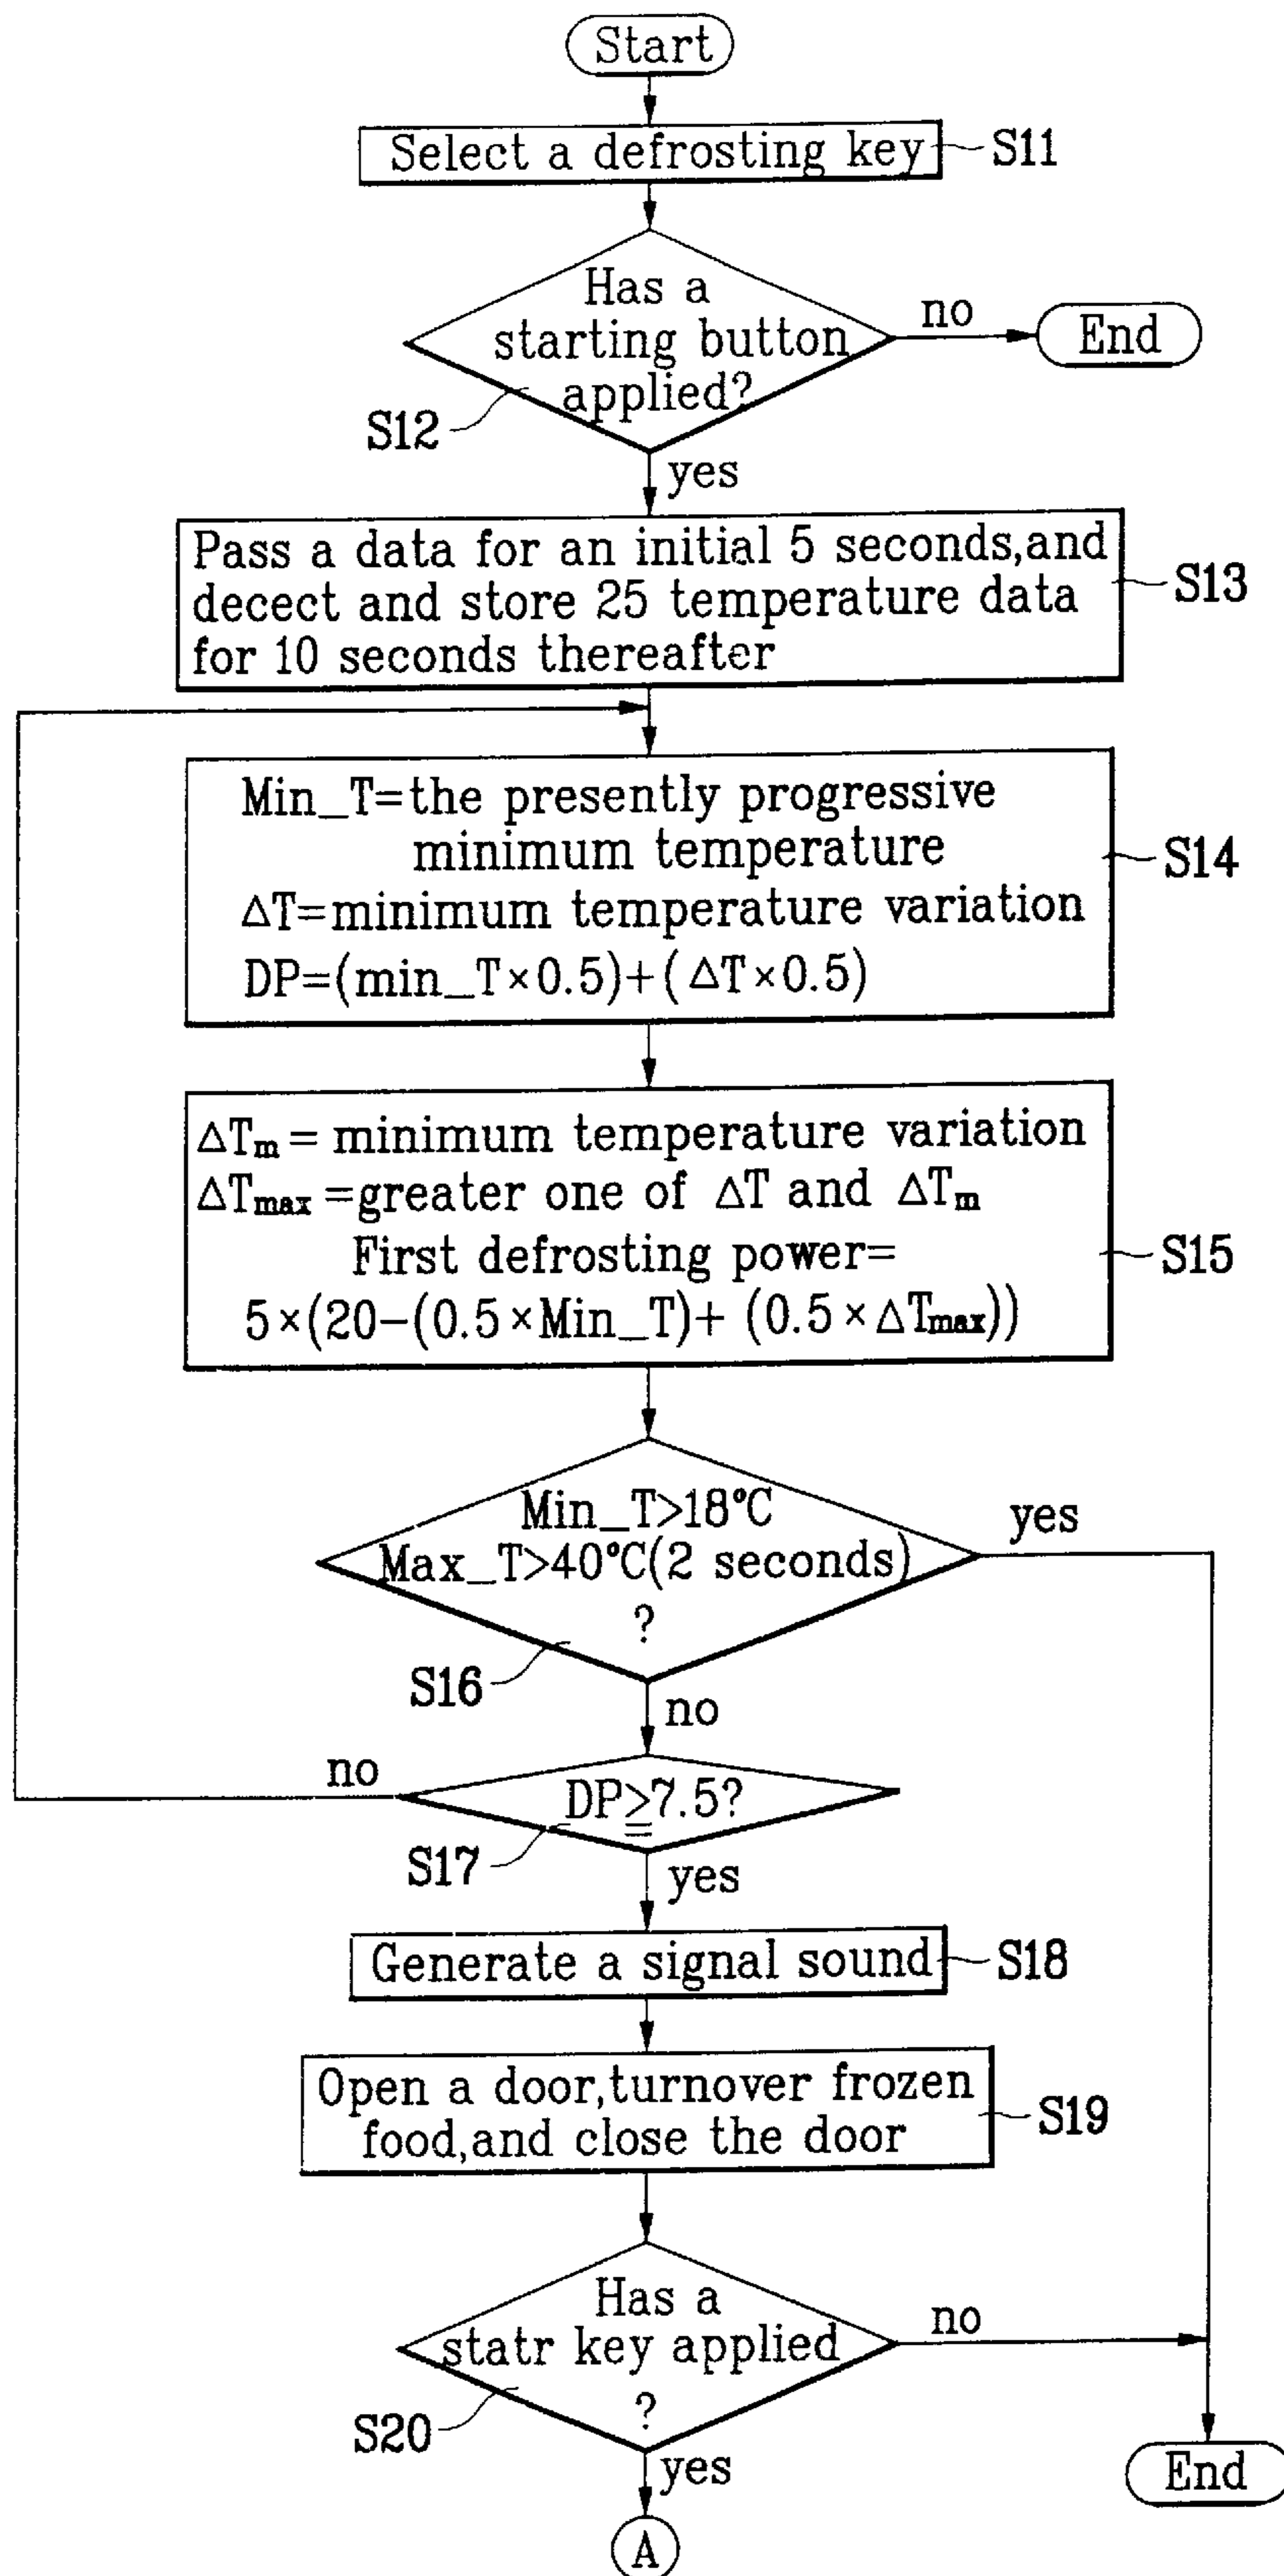 Start
Select a defrosting key
S11
Has a
starting button
applied?
no
End
S12
yes
Pass a data for an initial 5 seconds,and
decect and store 25 temperature data
for 10 seconds thereafter
S13
Min_T=the presently progressive
minimum temperature
ΔT=minimum temperature variation
DP=(min_T×0.5)+(ΔT×0.5)
S14
ΔTm = minimum temperature variation
ΔTmax =greater one of ΔT and ΔTm
First defrosting power=
5×(20-(0.5×Min_T)+ (0.5×ΔTmax))
S15
Min_T>18°C
Max_T>40°C(2 seconds)
?
yes
S16
no
no
DP≧7.5?
S17
yes
Generate a signal sound
S18
Open a door,turnover frozen
food,and close the door
S19
Has a
statr key applied
?
no
S20
yes
End
A